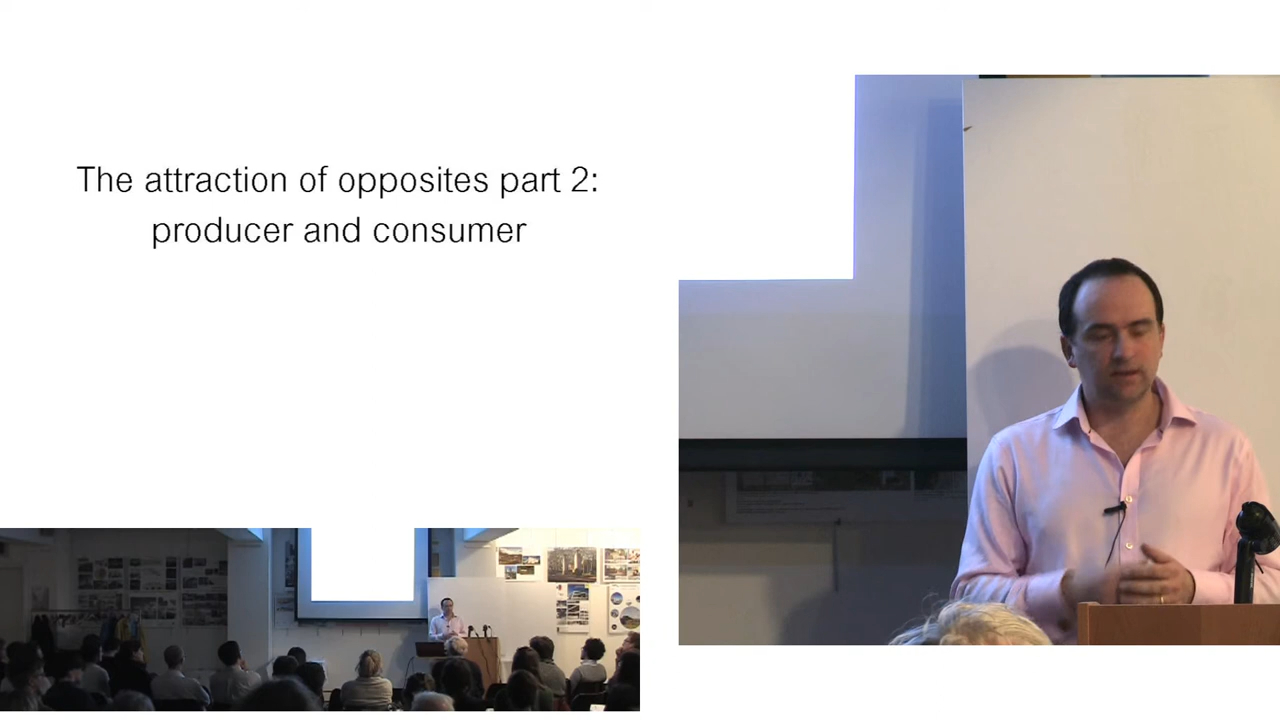 The attraction of opposites part 2:
producer and consumer